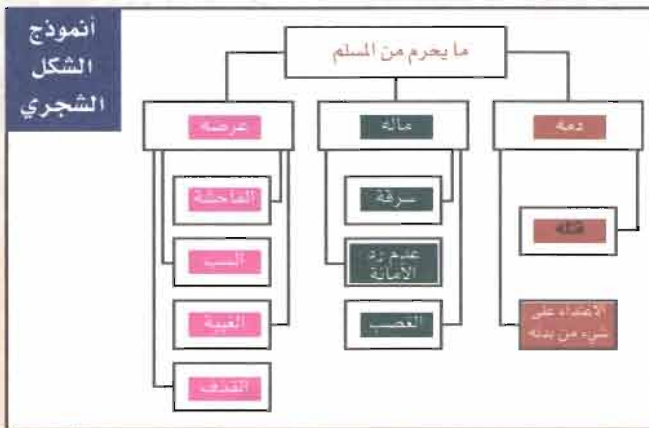 أنموذج
الشكل
الشجري
ما يحرم من المسلم
دمه
ماله
عرضه
قتله
الاعتداء على
شيء من بدنه
سرقة
عدم رد
الأمانة
الغصب
الفاحشة
السب
الغيبة
القذف